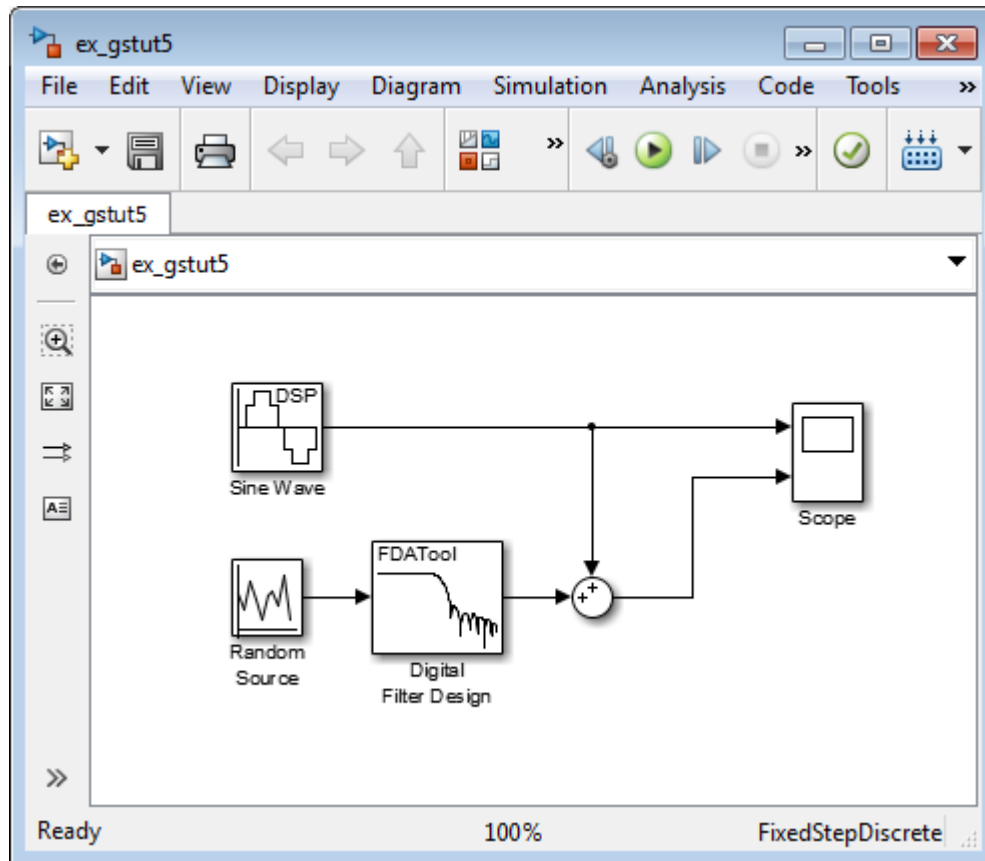 ex_gstut5
File Edit View Display Diagram Simulation Analysis Code Tools »
» »
ex_gstut5
ex_gstut5
DSP
Sine Wave
Scope
FDATool
Random
Source
Digital
Filter Design
Ready 100% FixedStepDiscrete